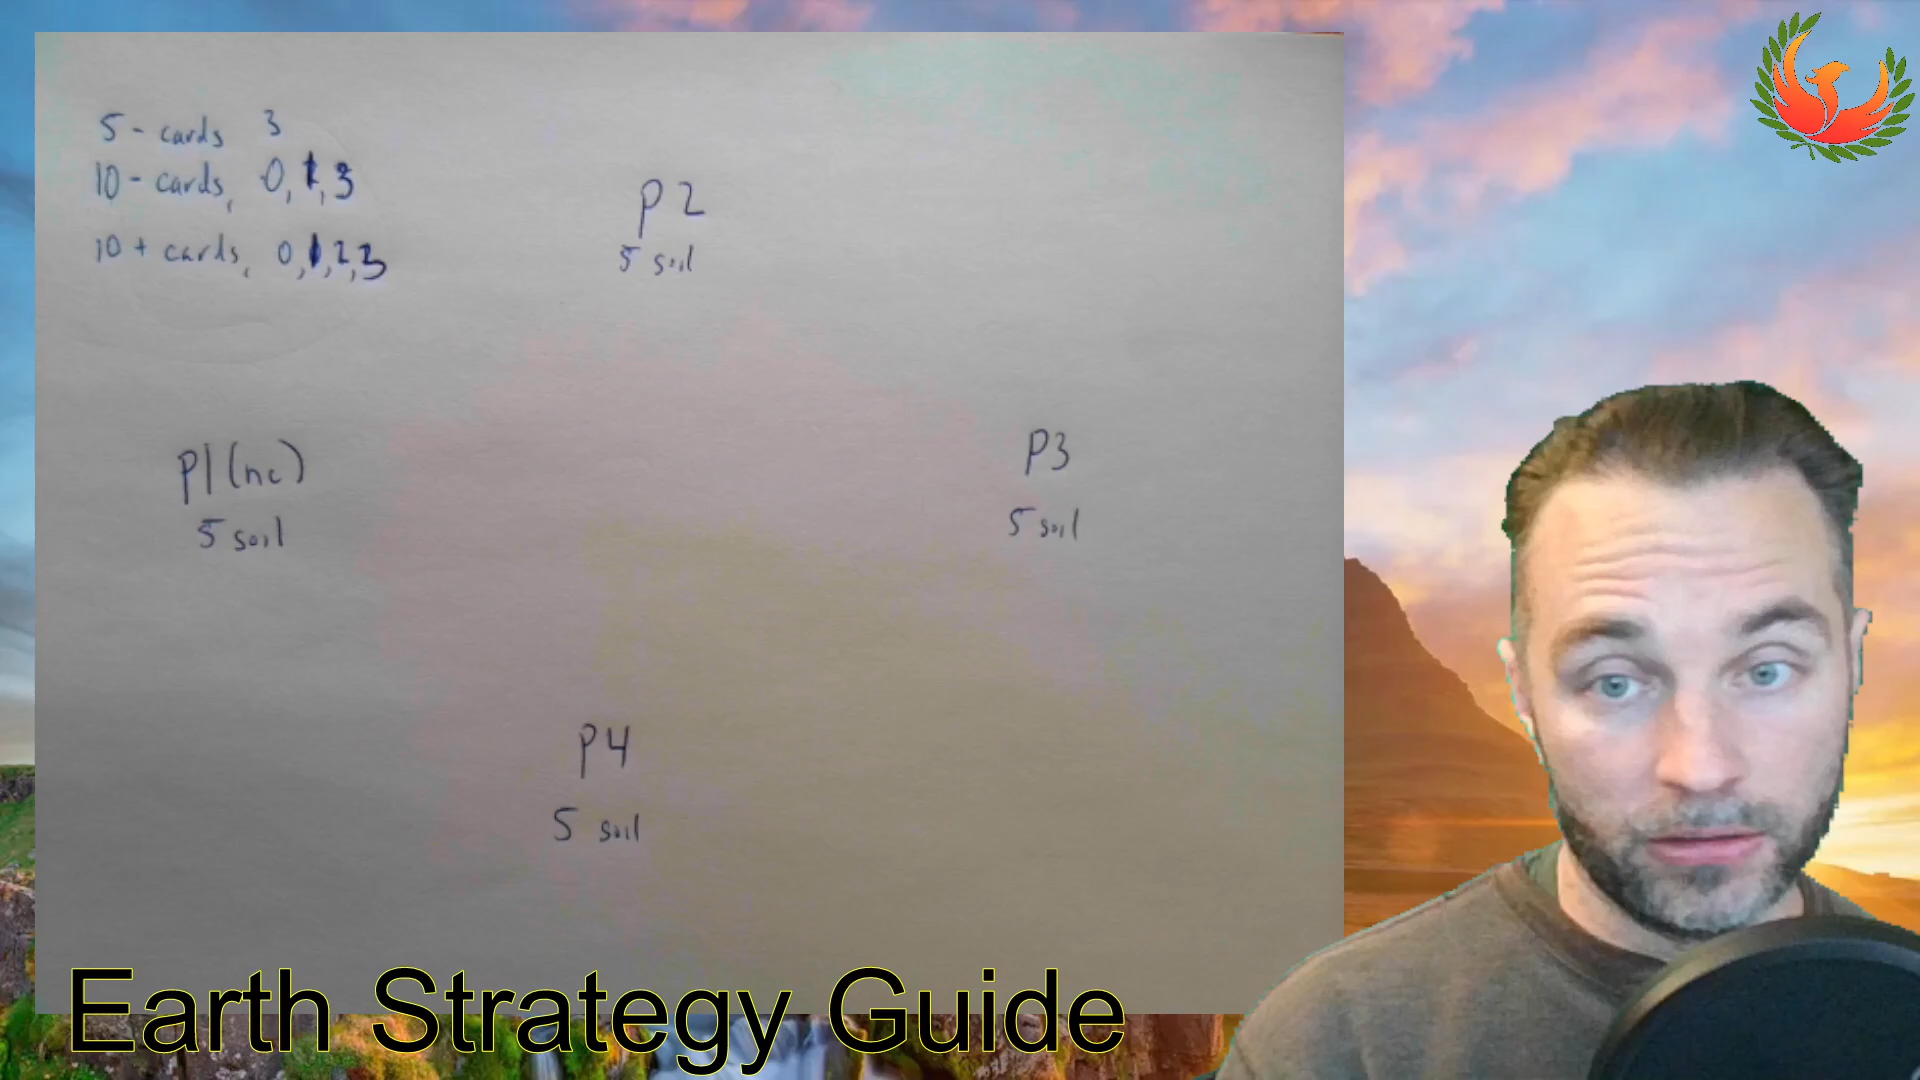 5 - cards 3
10 - cards, 0, 1, 3
10 + cards, 0, 1, 2, 3
P2
5 soil
P1 (nc)
5 soil
P3
5 soil
P4
5 soil
Earth Strategy Guide